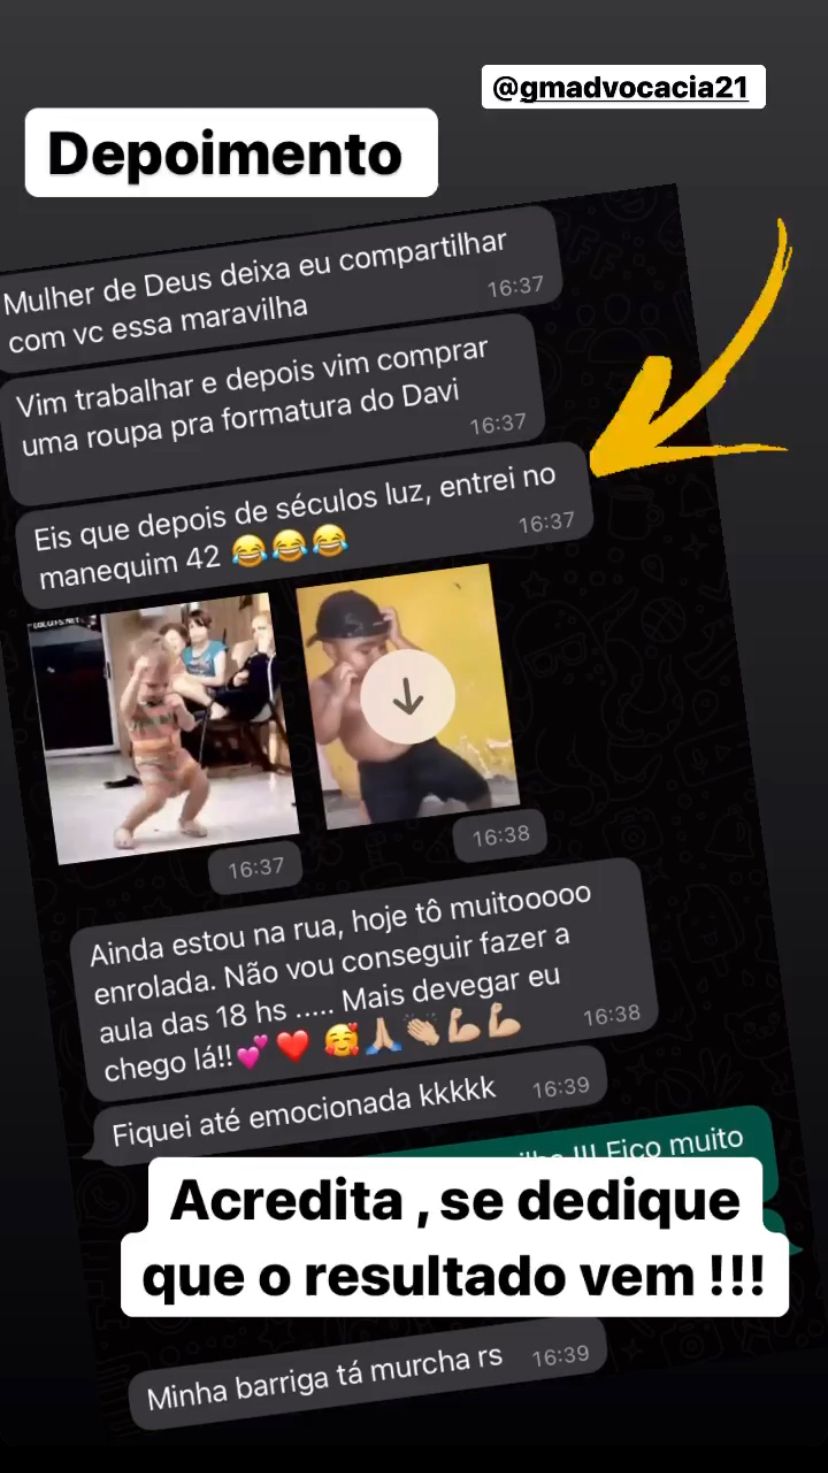 @gmadvocacia21
Depoimento
Mulher de Deus deixa eu compartilhar
com vc essa maravilha
16:37
Vim trabalhar e depois vim comprar
uma roupa pra formatura do Davi
16:37
Eis que depois de séculos luz, entrei no
manequim 42 😂😂😂
16:37
16:37
16:38
Ainda estou na rua, hoje tô muitooooo
enrolada. Não vou conseguir fazer a
aula das 18 hs ..... Mais devegar eu
chego lá!!💕❤️ 🥰🙏🏼👏🏼💪🏼💪🏼
16:38
Fiquei até emocionada kkkkk
16:39
!!! Fico muito
Acredita , se dedique
que o resultado vem !!!
Minha barriga tá murcha rs
16:39